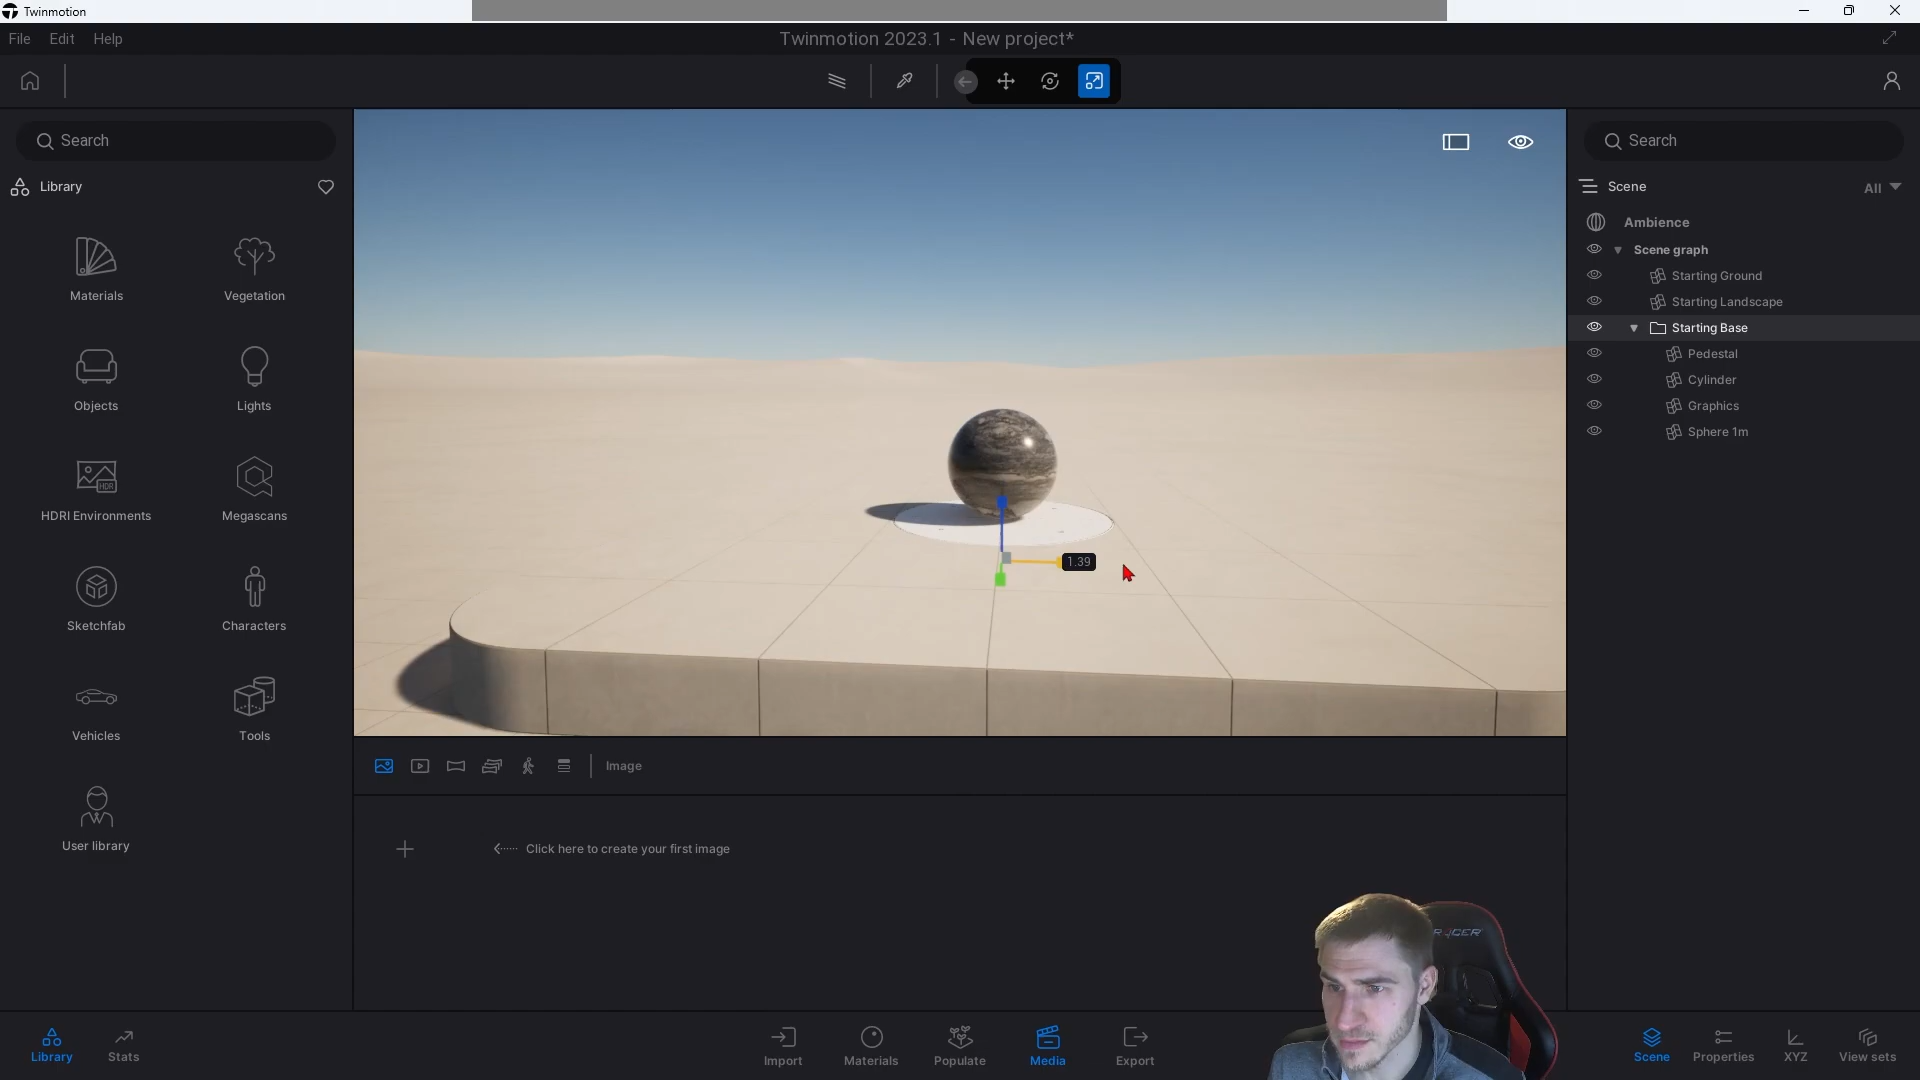 Twinmotion
File Edit Help
Twinmotion 2023.1 - New project*
Search
Library
Materials
Vegetation
Objects
Lights
HDR
HDRI Environments
Megascans
Sketchfab
Characters
Vehicles
Tools
User library
1.39
Image
Click here to create your first image
Search
Scene
All
Ambience
Scene graph
Starting Ground
Starting Landscape
Starting Base
Pedestal
Cylinder
Graphics
Sphere 1m
Library
Stats
Import
Materials
Populate
Media
Export
Scene
Properties
XYZ
View sets